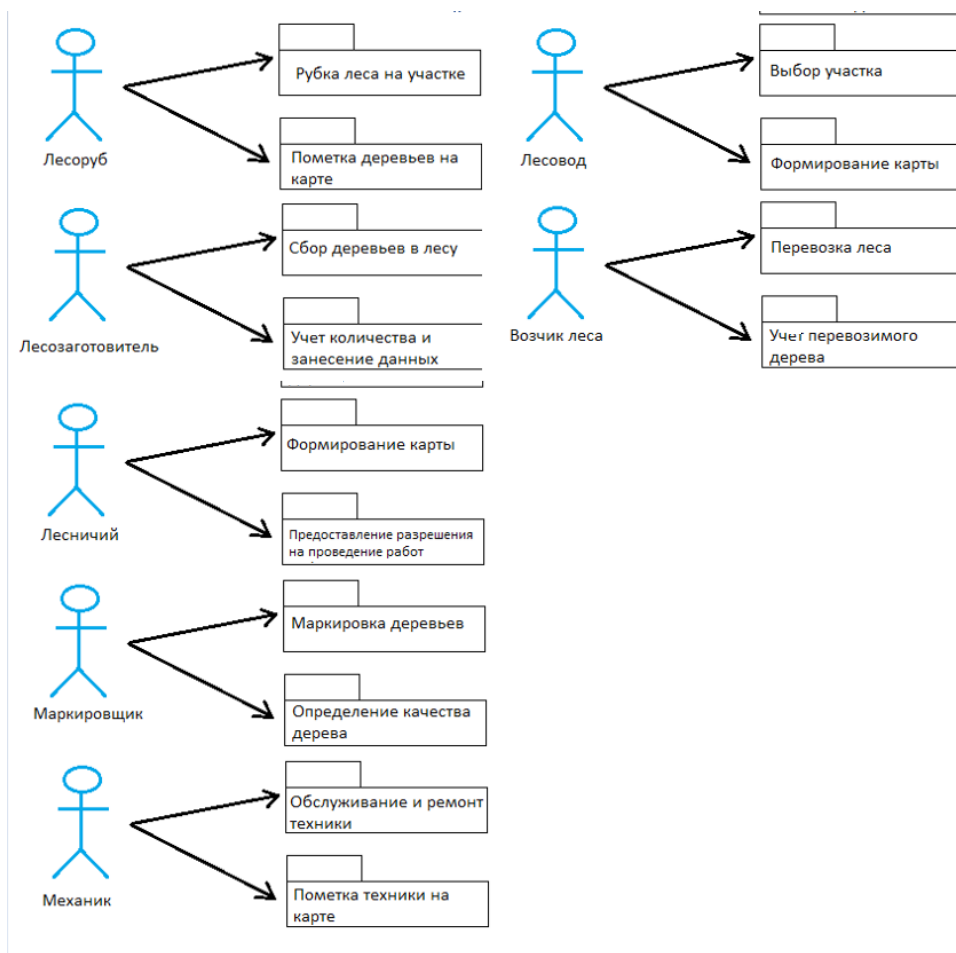 Рубка леса на участке
Лесоруб
Пометка деревьев на
карте
Сбор деревьев в лесу
Лесозаготовитель
Учет количества и
занесение данных
Формирование карты
Лесничий
Предоставление разрешения
на проведение работ
Маркировка деревьев
Маркировщик
Определение качества
дерева
Обслуживание и ремонт
техники
Механик
Пометка техники на
карте
Выбор участка
Лесовод
Формирование карты
Перевозка леса
Возчик леса
Учет перевозимого
дерева